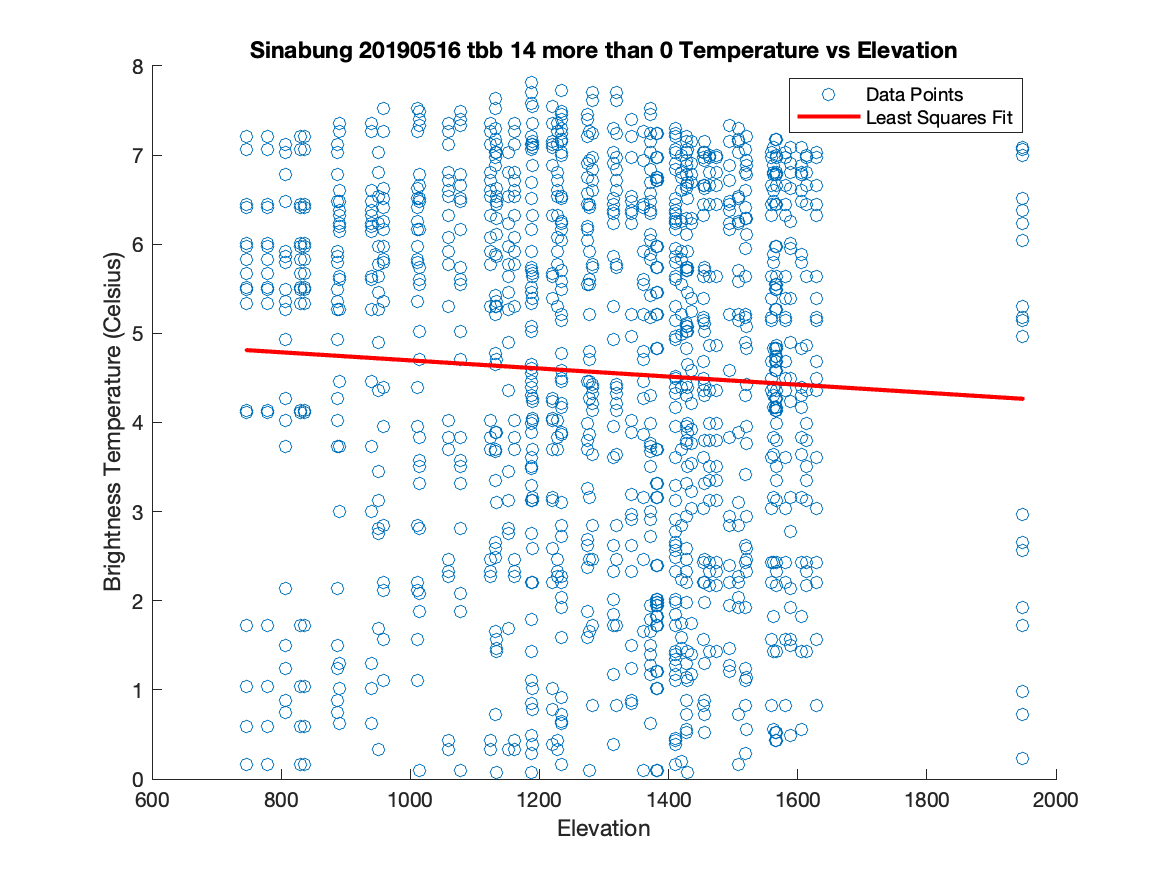 Sinabung 20190516 tbb 14 more than 0 Temperature vs Elevation
Data Points
Least Squares Fit
8
7
6
5
4
3
2
1
0
Brightness Temperature (Celsius)
600 800 1000 1200 1400 1600 1800 2000
Elevation